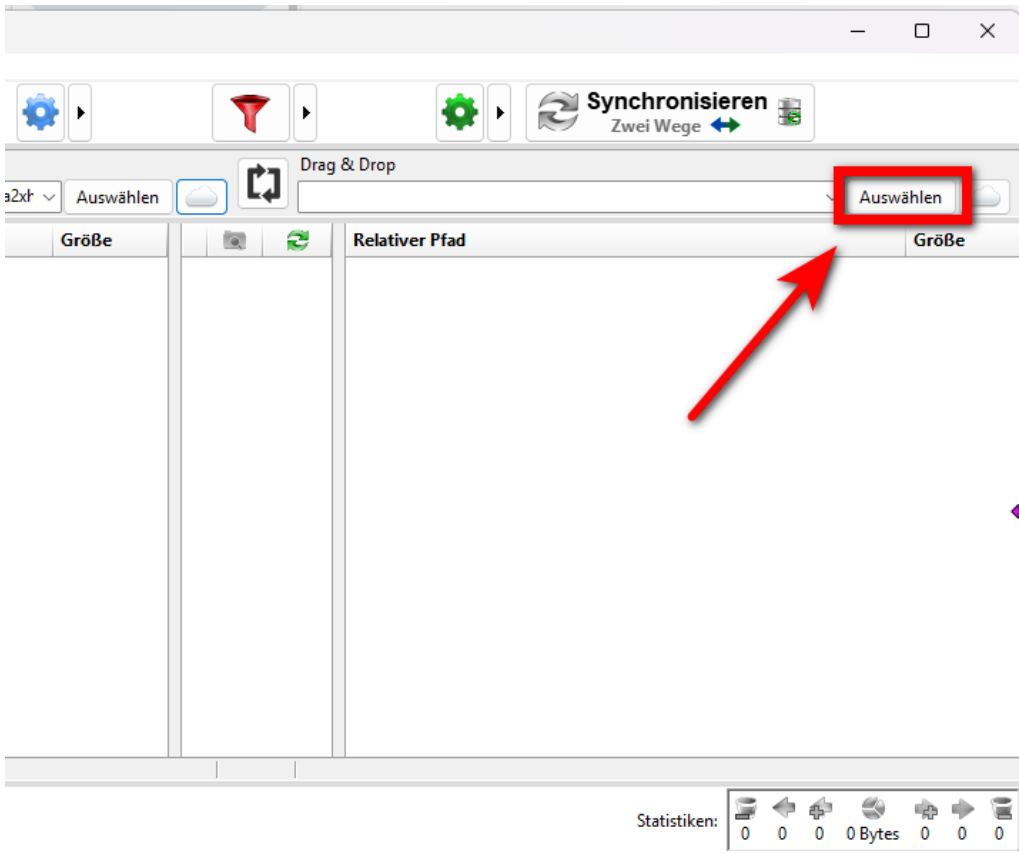 Synchronisieren
Zwei Wege
Drag & Drop
Auswählen
Auswählen
Größe
Relativer Pfad
Größe
Statistiken:
0 0 0 0 Bytes 0 0 0